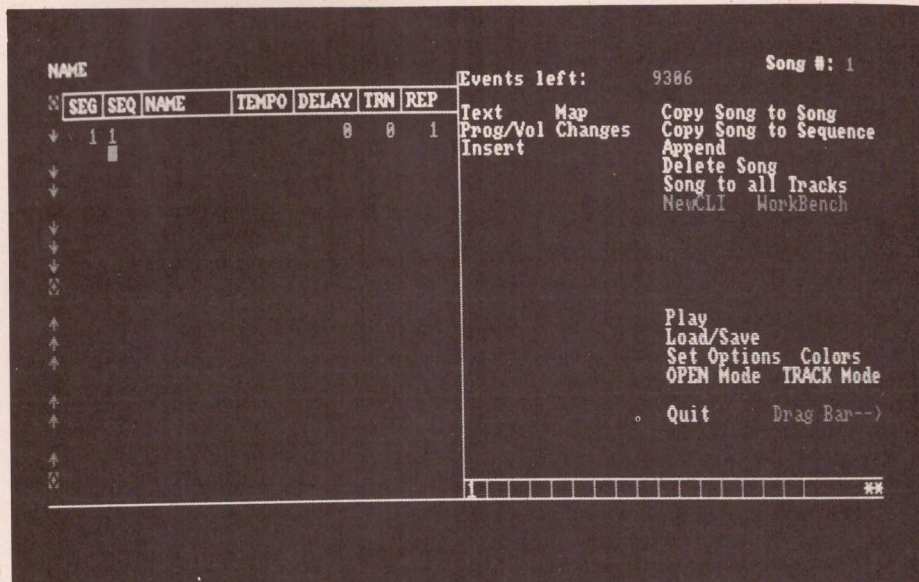 NAME
SEG SEQ NAME TEMPO DELAY TRN REP
1 1 0 0 1
Song #: 1
Events left: 9306
Text Map
Prog/Vol Changes
Insert
Copy Song to Song
Copy Song to Sequence
Append
Delete Song
Song to all Tracks
NewCLI WorkBench
Play
Load/Save
Set Options Colors
OPEN Mode TRACK Mode
Quit Drag Bar-->
1 **